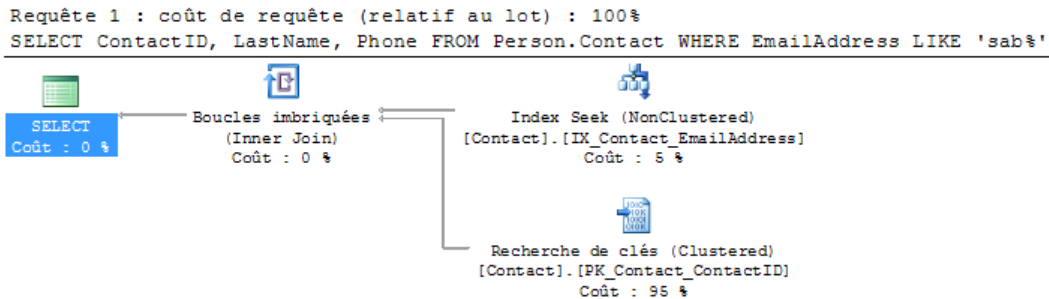 Requête 1 : coût de requête (relatif au lot) : 100%
SELECT ContactID, LastName, Phone FROM Person.Contact WHERE EmailAddress LIKE 'sab%'
SELECT
Coût : 0 %
Boucles imbriquées
(Inner Join)
Coût : 0 %
Index Seek (NonClustered)
[Contact].[IX_Contact_EmailAddress]
Coût : 5 %
Recherche de clés (Clustered)
[Contact].[PK_Contact_ContactID]
Coût : 95 %